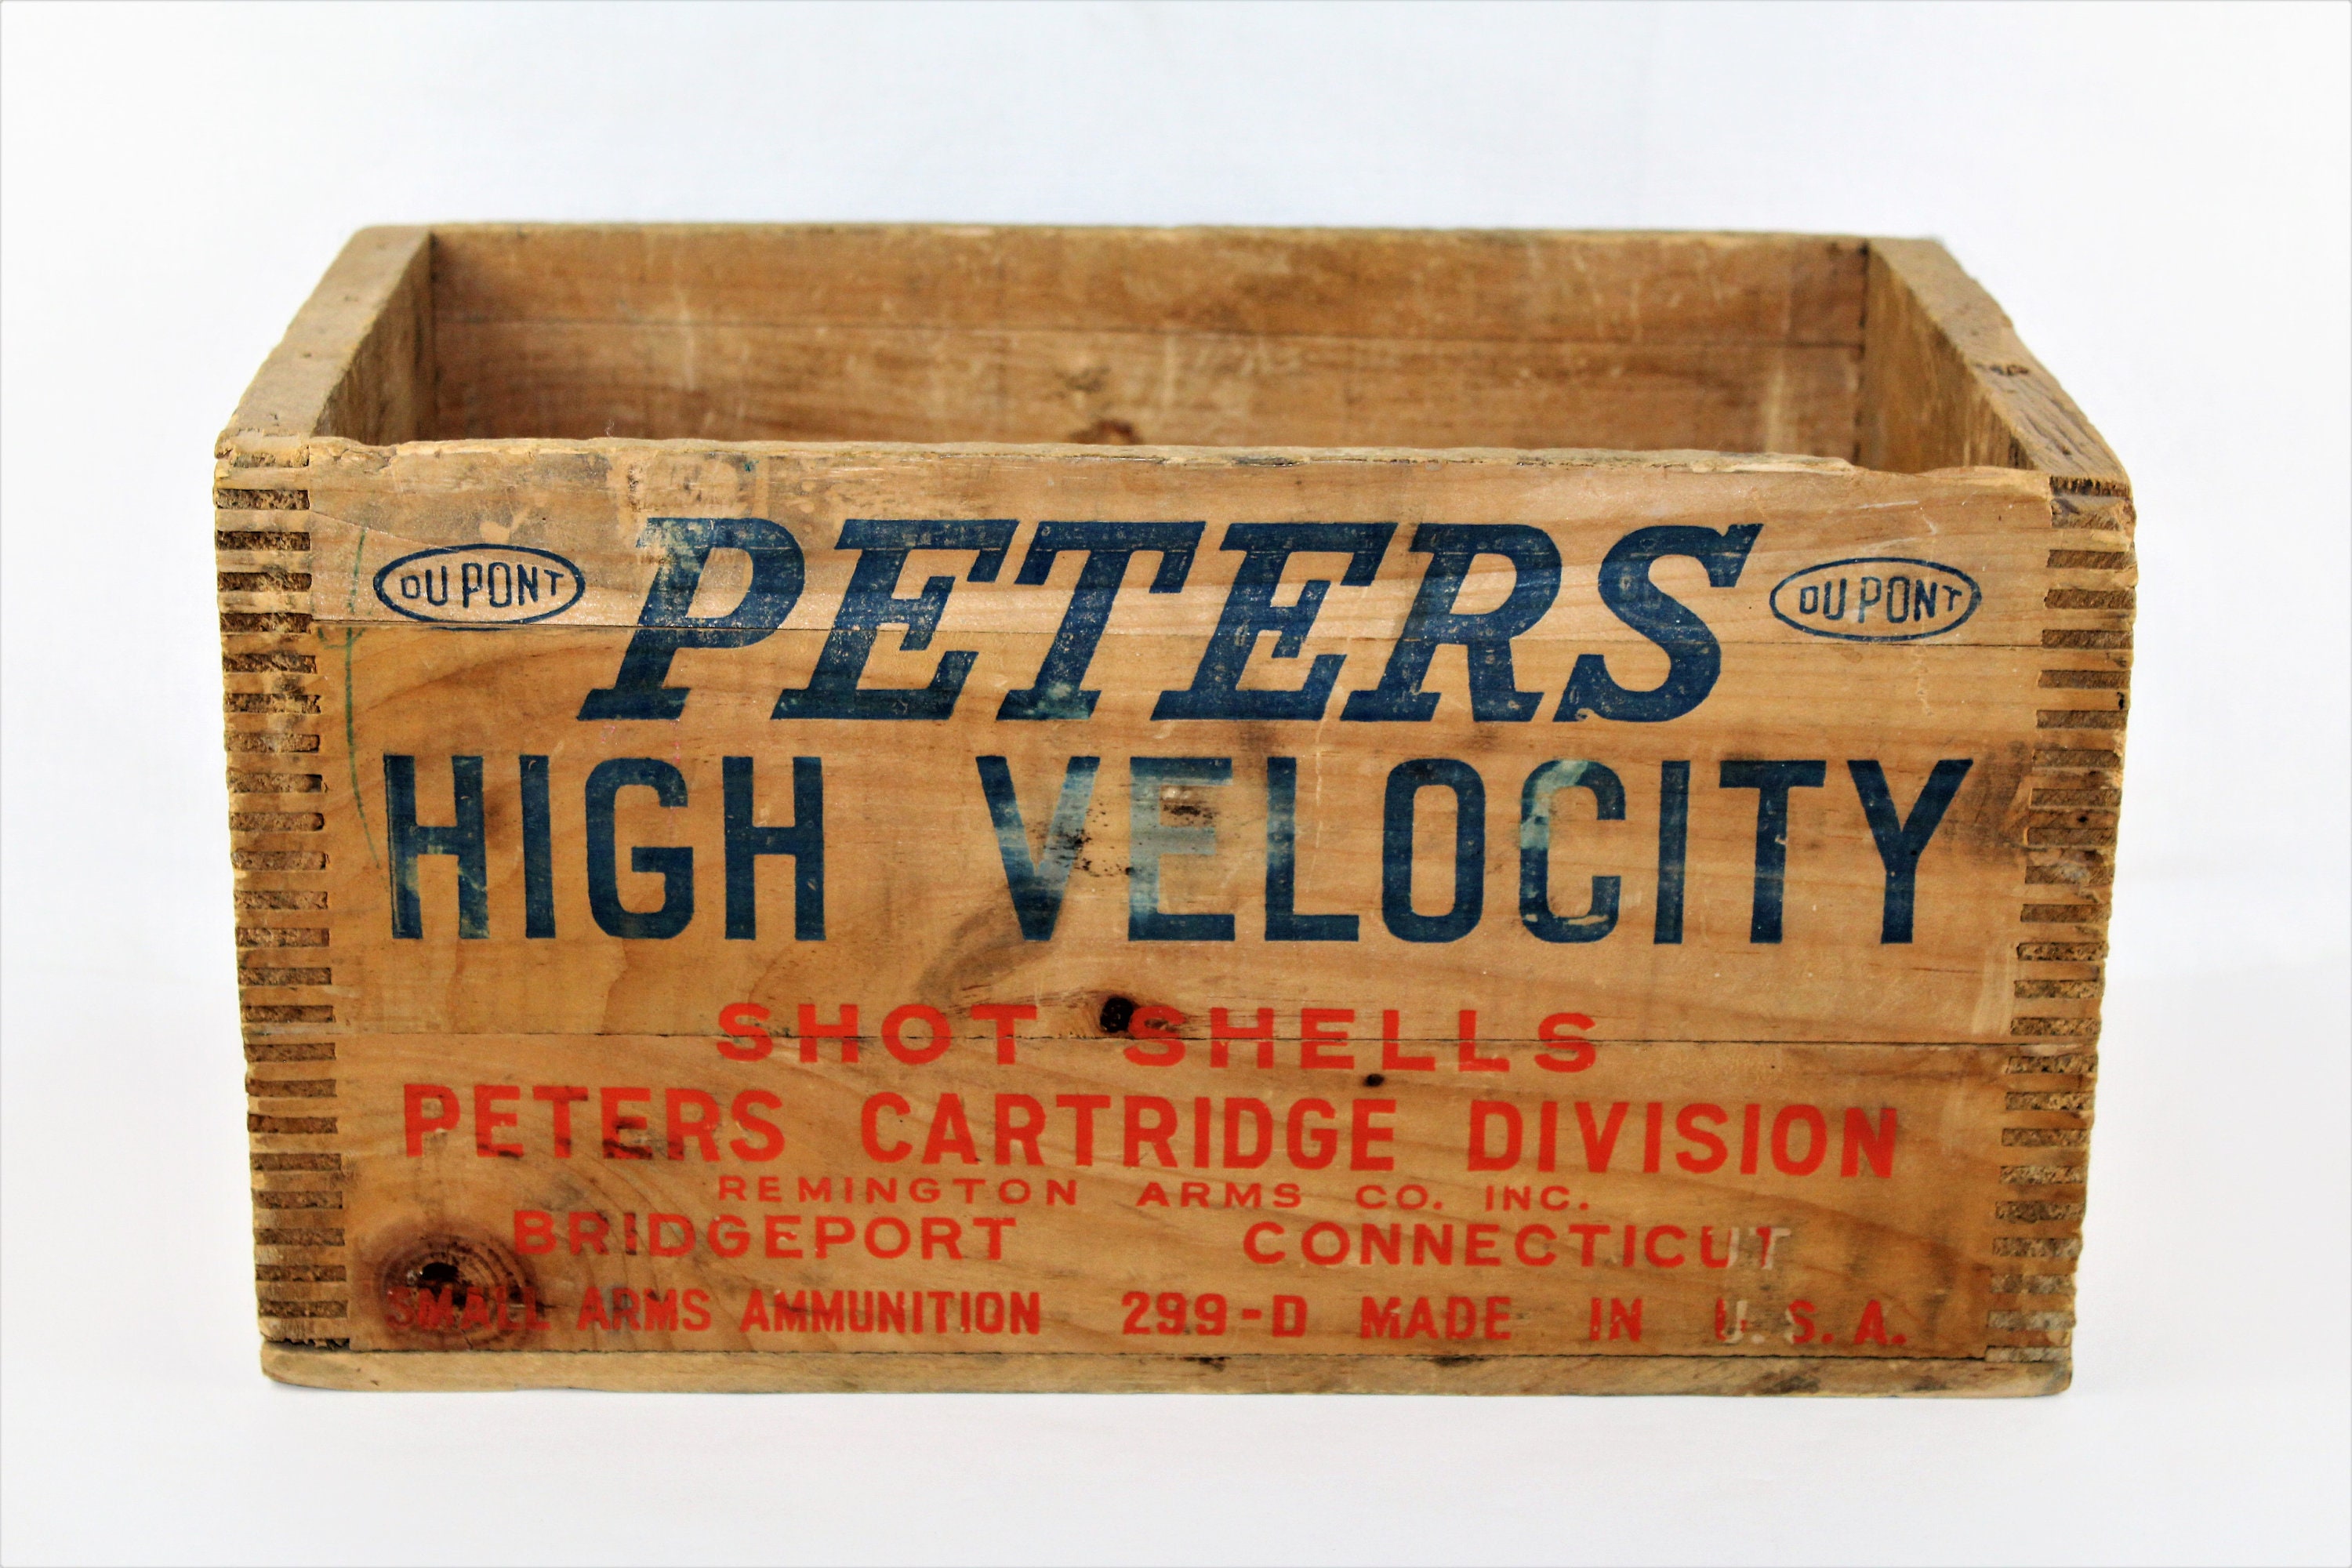 DU PONT PETERS DU PONT
HIGH VELOCITY
SHOT SHELLS
PETERS CARTRIDGE DIVISION
REMINGTON ARMS CO. INC.
BRIDGEPORT CONNECTICUT
SMALL ARMS AMMUNITION 299-D MADE IN U.S.A.